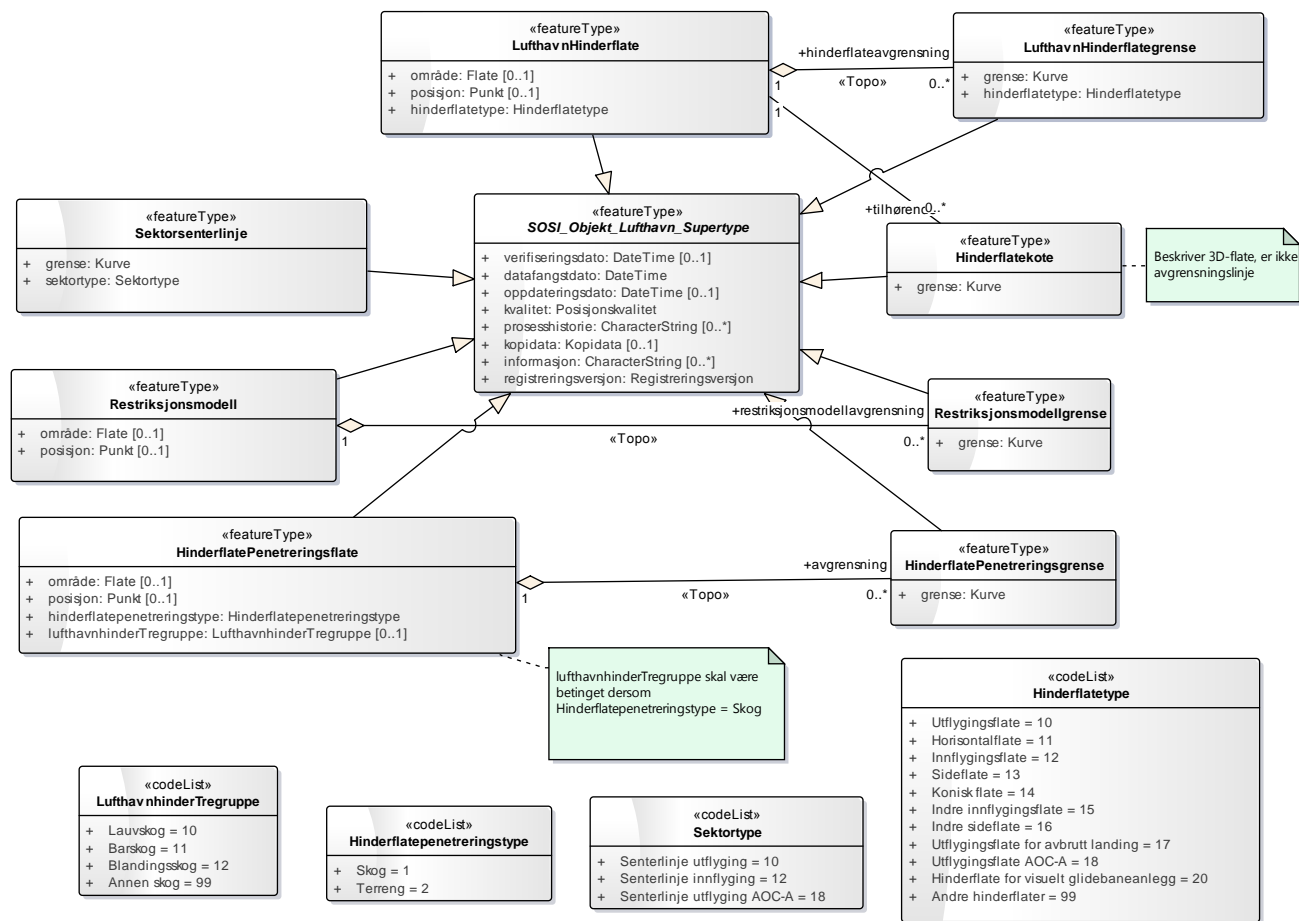 «featureType»
LufthavnHinderflate
+ område: Flate [0..1]
+ posisjon: Punkt [0..1]
+ hinderflatetype: Hinderflatetype
+hinderflateavgrensning
1
«Topo»
0..*
1
«featureType»
LufthavnHinderflategrense
+ grense: Kurve
+ hinderflatetype: Hinderflatetype
«featureType»
Sektorsenterlinje
+ grense: Kurve
+ sektortype: Sektortype
«featureType»
SOSI_Objekt_Lufthavn_Supertype
+ verifiseringsdato: DateTime [0..1]
+ datafangstdato: DateTime
+ oppdateringsdato: DateTime [0..1]
+ kvalitet: Posisjonskvalitet
+ prosesshistorie: CharacterString [0..*]
+ kopidata: Kopidata [0..1]
+ informasjon: CharacterString [0..*]
+ registreringsversjon: Registreringsversjon
0..*
«featureType»
Hinderflatekote
+ grense: Kurve
Beskriver 3D-flate, er ikke
avgrensningslinje
«featureType»
Restriksjonsmodell
+ område: Flate [0..1]
+ posisjon: Punkt [0..1]
+restriksjonsmodellavgrensning
1
«Topo»
0..*
«featureType»
Restriksjonsmodellgrense
+ grense: Kurve
«featureType»
HinderflatePenetreringsflate
+ område: Flate [0..1]
+ posisjon: Punkt [0..1]
+ hinderflatepenetreringstype: Hinderflatepenetreringstype
+ lufthavnhinderTregruppe: LufthavnhinderTregruppe [0..1]
+avgrensning
1
«Topo»
0..*
«featureType»
HinderflatePenetreringsgrense
+ grense: Kurve
lufthavnhinderTregruppe skal være
betinget dersom
Hinderflatepenetreringstype = Skog
«codeList»
Hinderflatetype
+ Utflygingsflate = 10
+ Horisontalflate = 11
+ Innflygingsflate = 12
+ Sideflate = 13
+ Konisk flate = 14
+ Indre innflygingsflate = 15
+ Indre sideflate = 16
+ Utflygingsflate for avbrutt landing = 17
+ Utflygingsflate AOC-A = 18
+ Hinderflate for visuelt glidebaneanlegg = 20
+ Andre hinderflater = 99
«codeList»
LufthavnhinderTregruppe
+ Lauvskog = 10
+ Barskog = 11
+ Blandingsskog = 12
+ Annen skog = 99
«codeList»
Hinderflatepenetreringstype
+ Skog = 1
+ Terreng = 2
«codeList»
Sektortype
+ Senterlinje utflyging = 10
+ Senterlinje innflyging = 12
+ Senterlinje utflyging AOC-A = 18